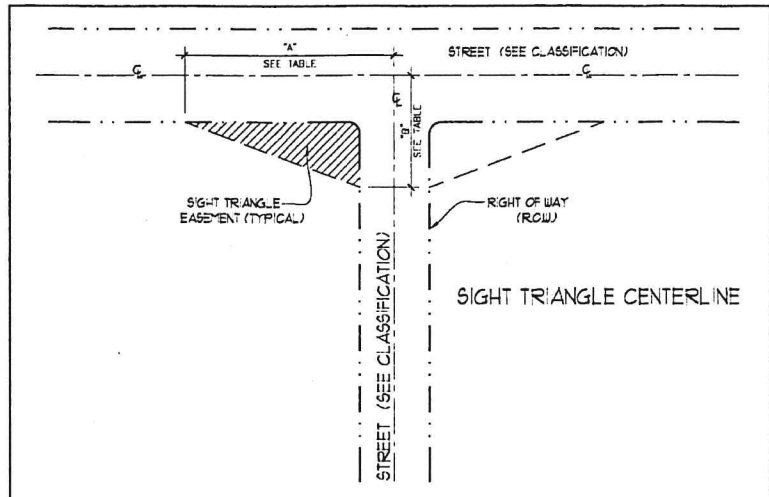 "A"
SEE TABLE
STREET (SEE CLASSIFICATION)
℄
℄
℄
"B"
SEE TABLE
SIGHT TRIANGLE
EASEMENT (TYPICAL)
RIGHT OF WAY
(R.O.W.)
SIGHT TRIANGLE CENTERLINE
STREET (SEE CLASSIFICATION)